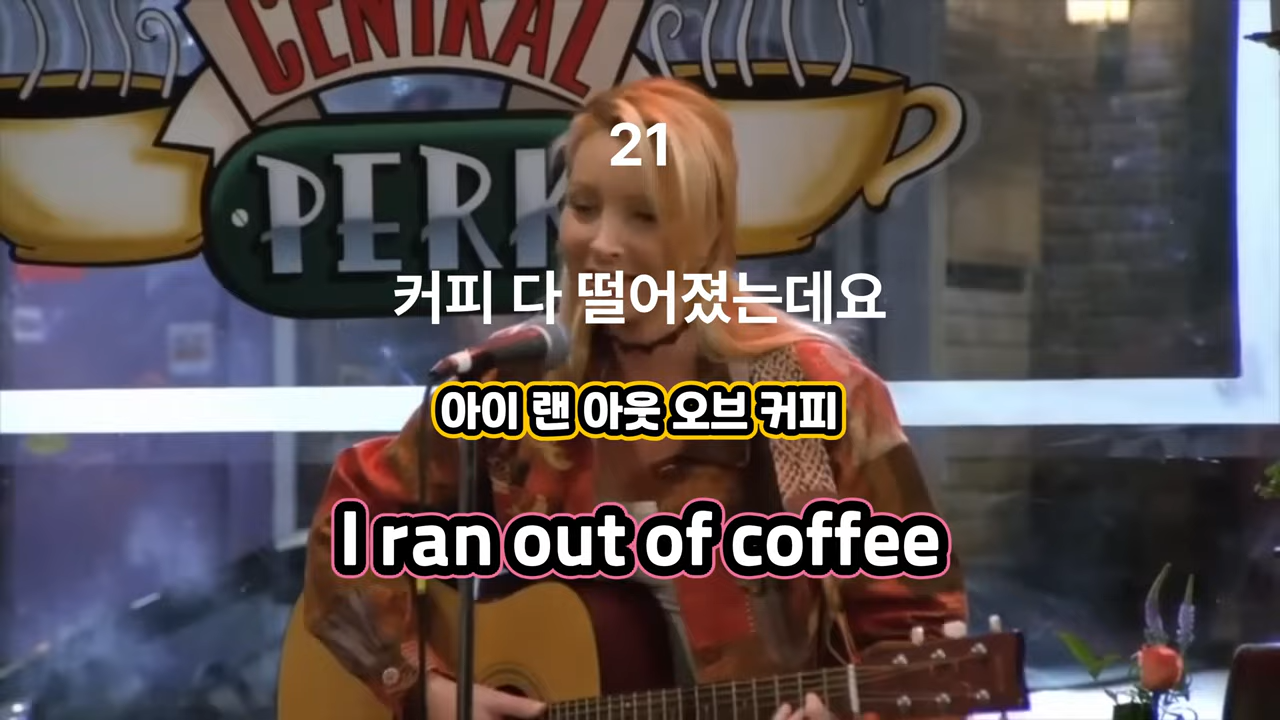 CENTRAL
PERK
21
커피 다 떨어졌는데요
아이 랜 아웃 오브 커피
I ran out of coffee